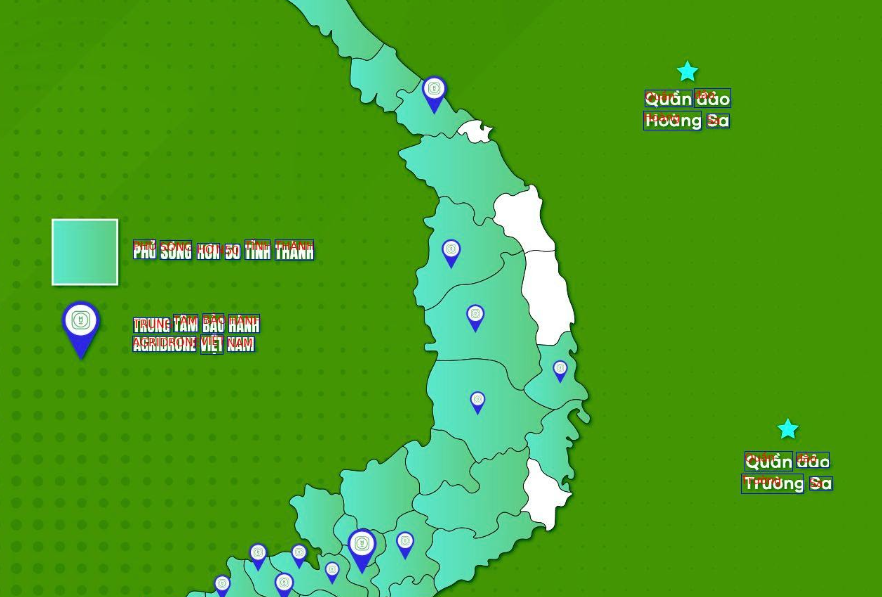 Quần đảo
Hoàng Sa
PHỦ SÓNG HƠN 50 TỈNH THÀNH
TRUNG TÂM BẢO HÀNH
AGRIDRONE VIỆT NAM
Quần đảo
Trường Sa